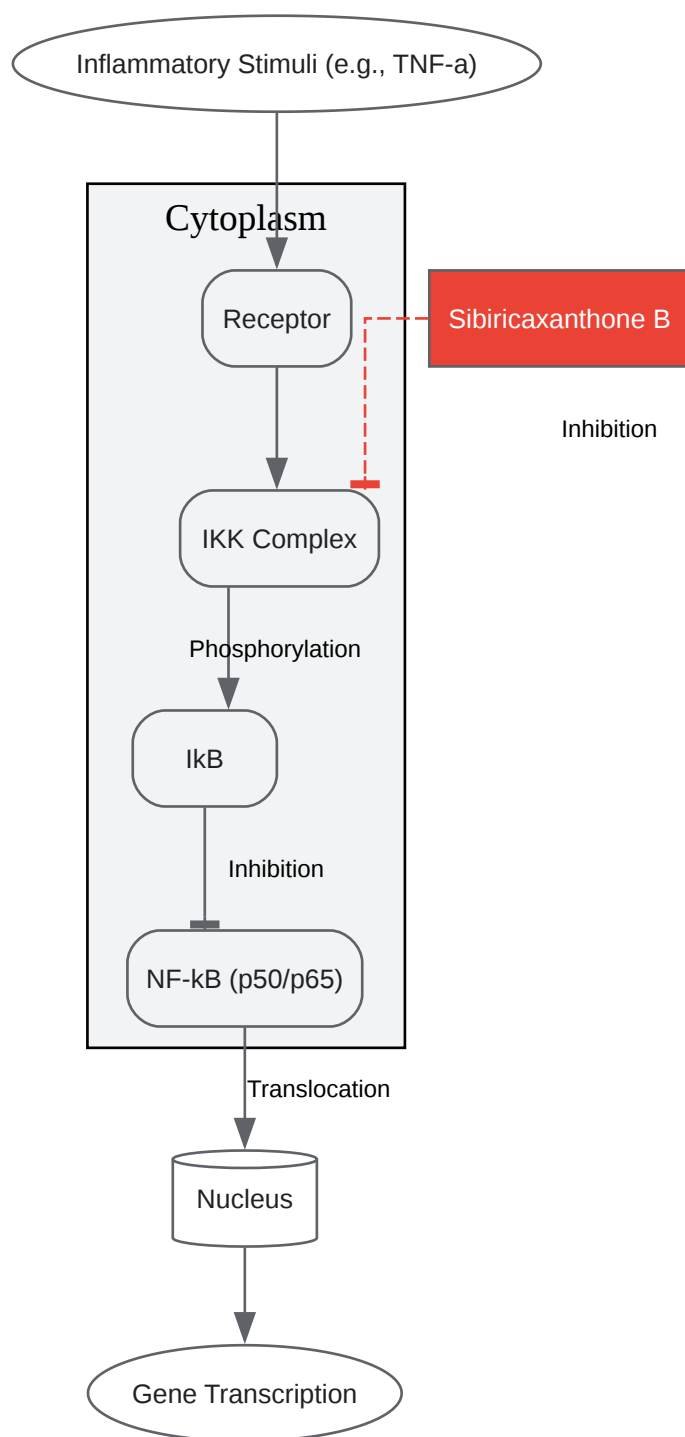 Inflammatory Stimuli (e.g., TNF-a)
Cytoplasm
Receptor
Sibiricaxanthone B
Inhibition
IKK Complex
Phosphorylation
IkB
Inhibition
NF-kB (p50/p65)
Translocation
Nucleus
Gene Transcription